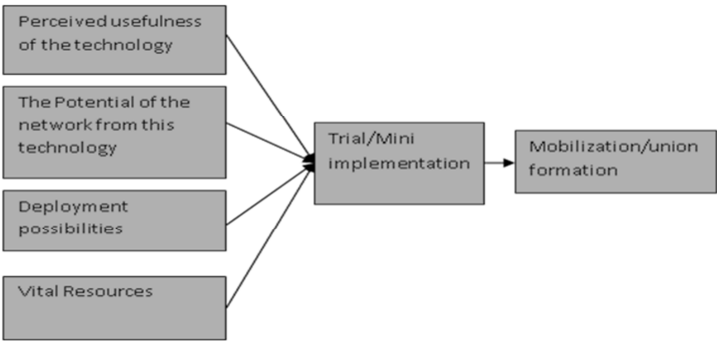 Perceived usefulness
of the technology
The Potential of the
network from this
technology
Deployment
possibilities
Vital Resources
Trial/Mini
implementation
Mobilization/union
formation